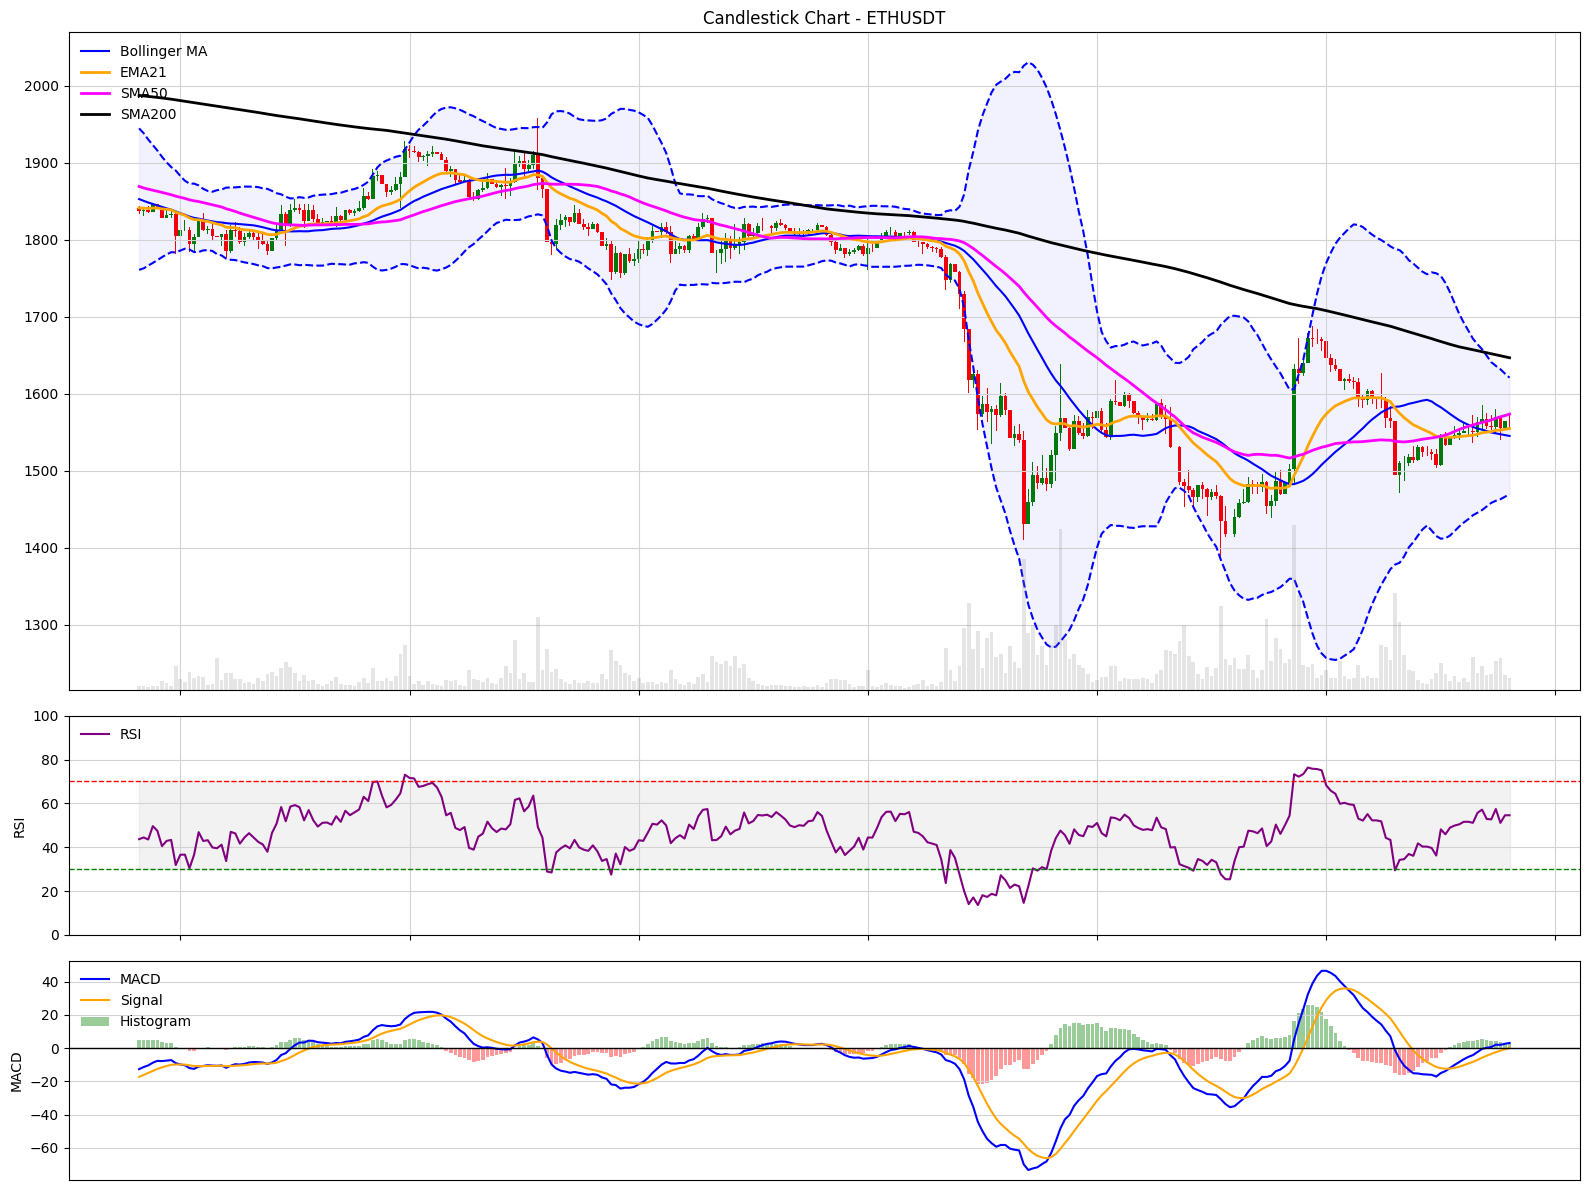 Candlestick Chart - ETHUSDT
Bollinger MA
EMA21
SMA50
SMA200
2000
1900
1800
1700
1600
1500
1400
1300
RSI
100
80
60
40
20
0
RSI
MACD
Signal
Histogram
40
20
0
−20
−40
−60
MACD